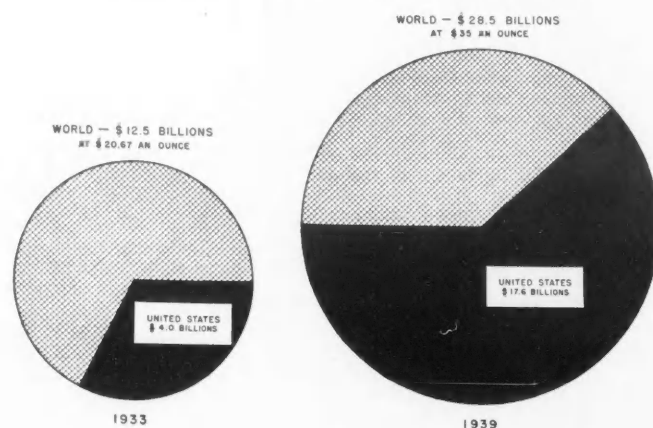 WORLD — $12.5 BILLIONS
AT $20.67 AN OUNCE
UNITED STATES
$4.0 BILLIONS
1933
WORLD — $28.5 BILLIONS
AT $35 AN OUNCE
UNITED STATES
$17.6 BILLIONS
1939